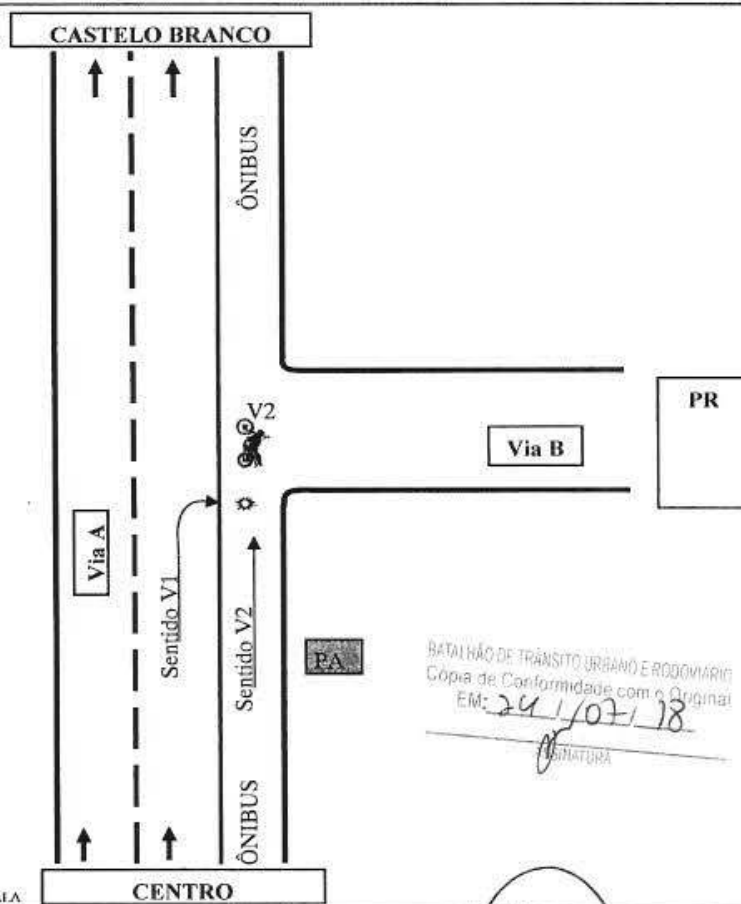 CASTELO BRANCO
ÔNIBUS
V2
PR
Via B
Via A
Sentido V1
Sentido V2
PA
BATALHÃO DE TRÂNSITO URBANO E RODOVIÁRIO
Cópia de Conformidade com o Original
EM: 24 / 07 / 18
ASSINATURA
ÔNIBUS
CENTRO